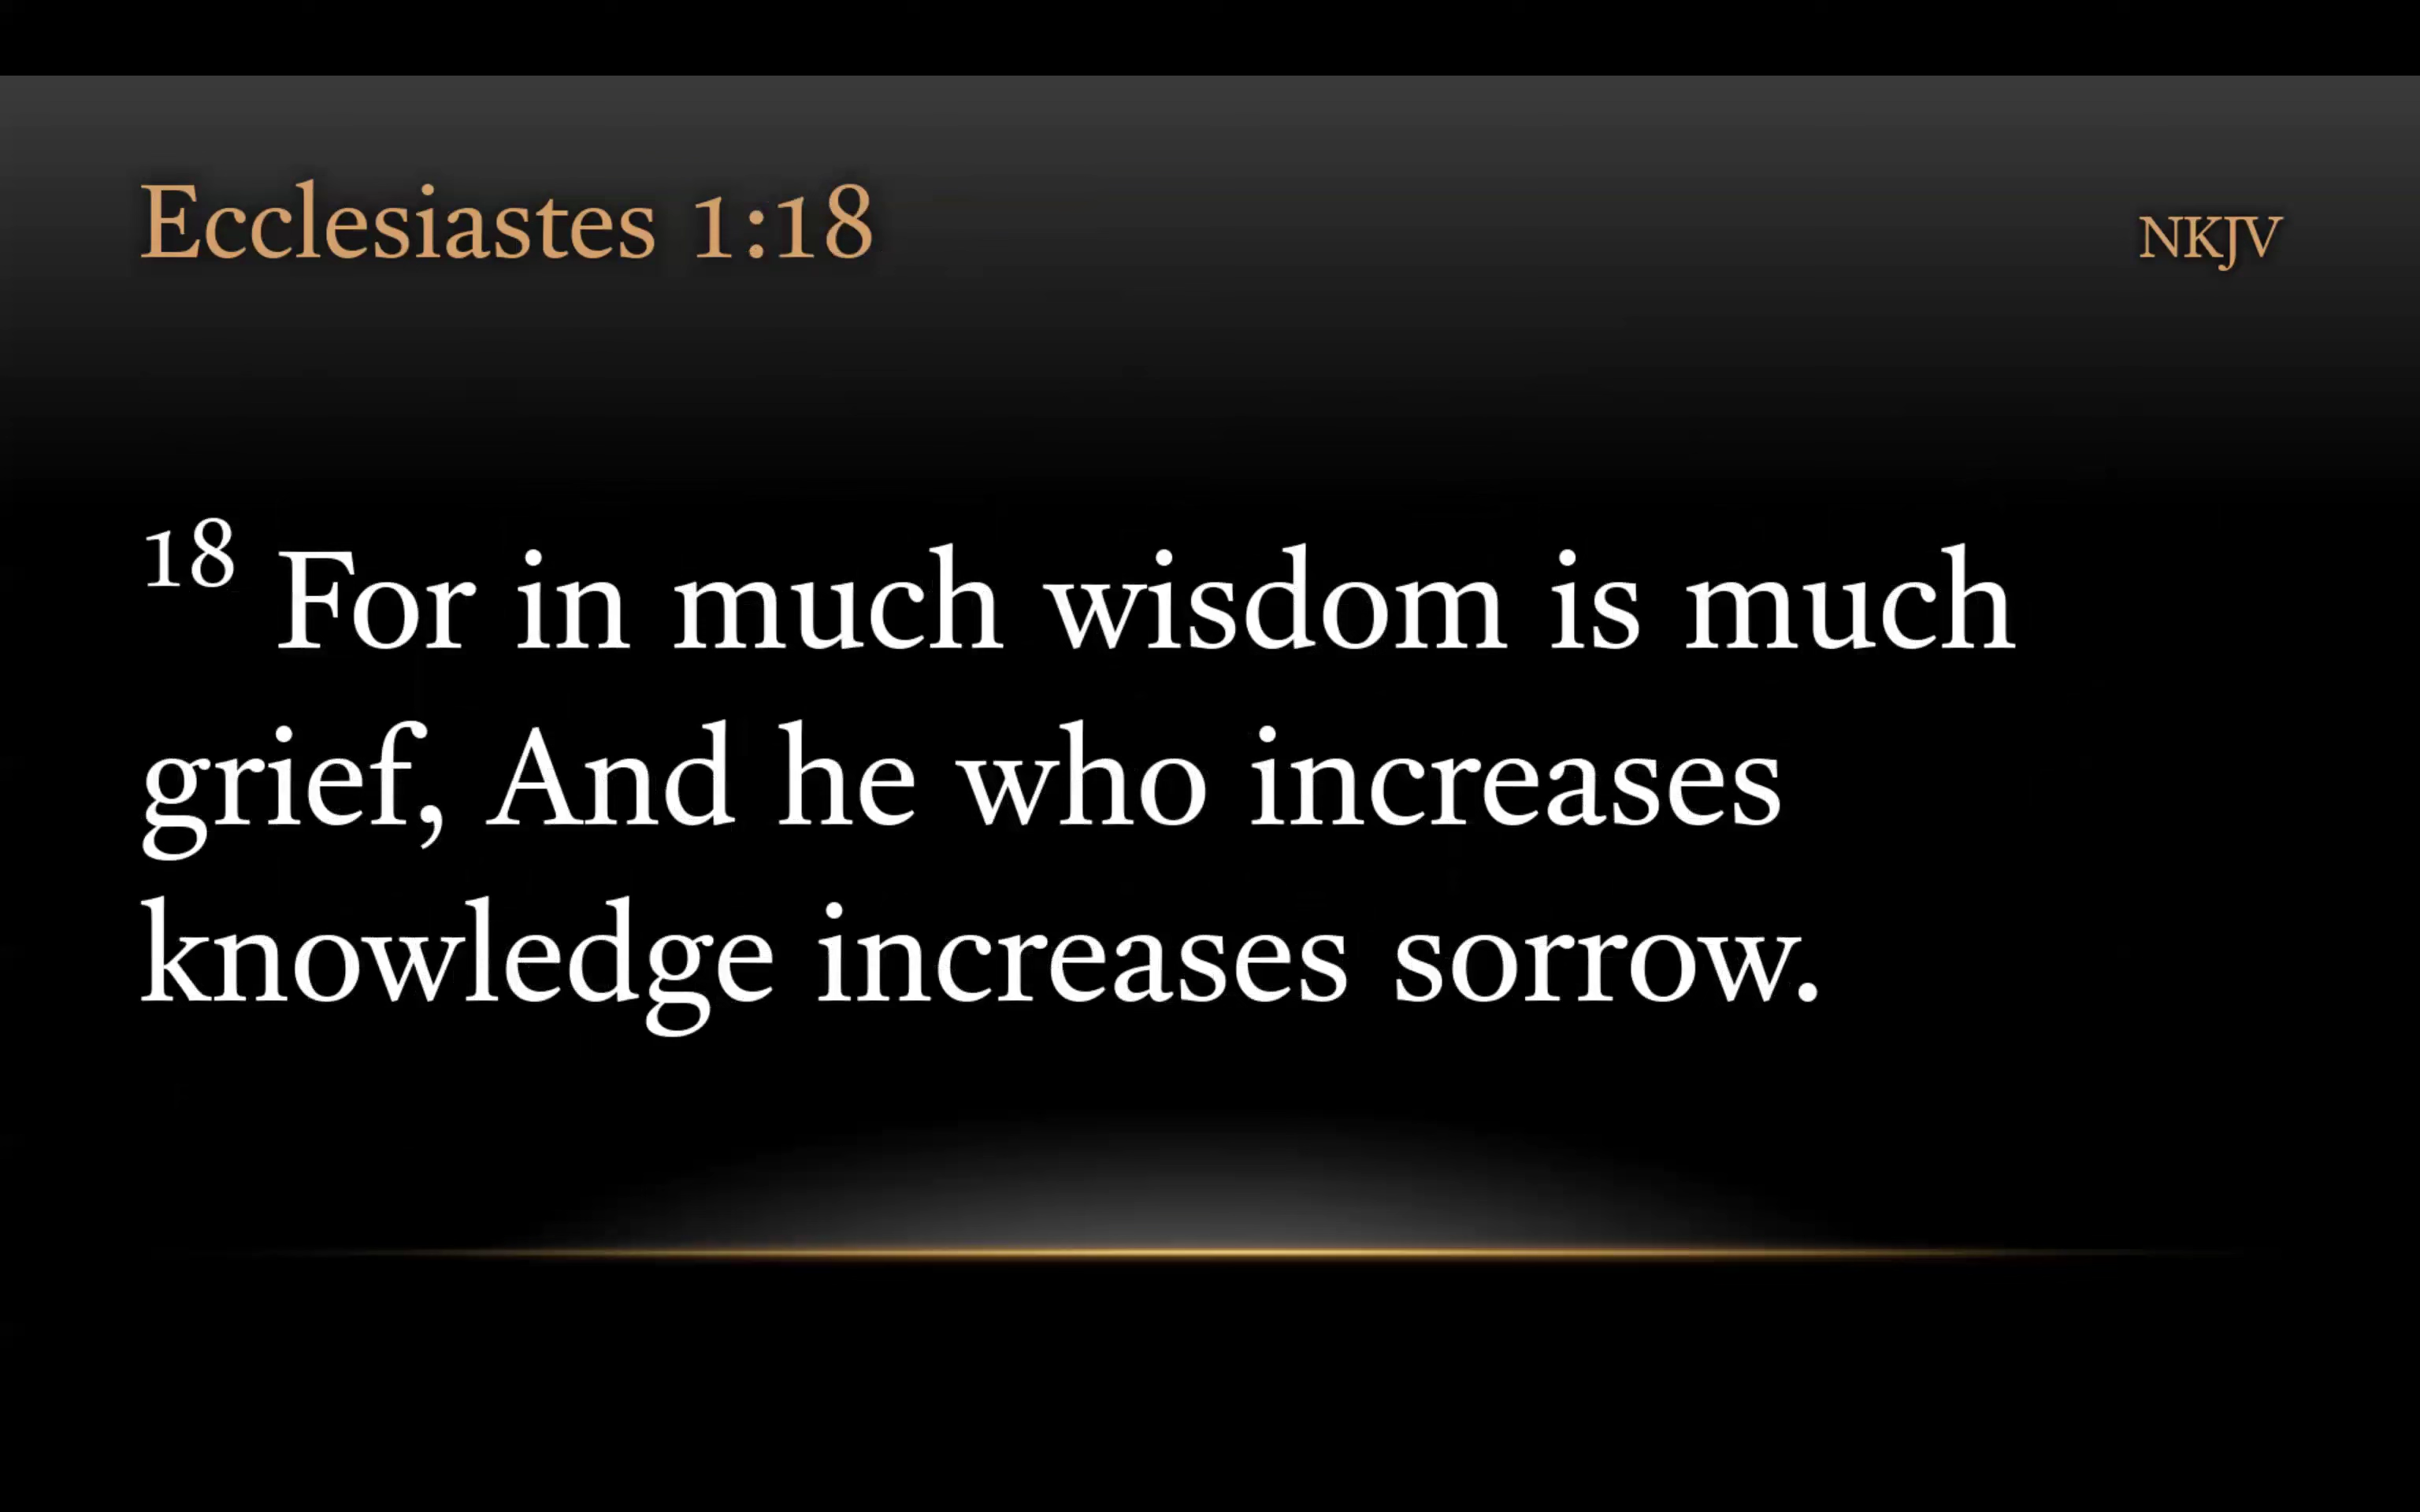 Ecclesiastes 1:18
NKJV
18 For in much wisdom is much
grief, And he who increases
knowledge increases sorrow.